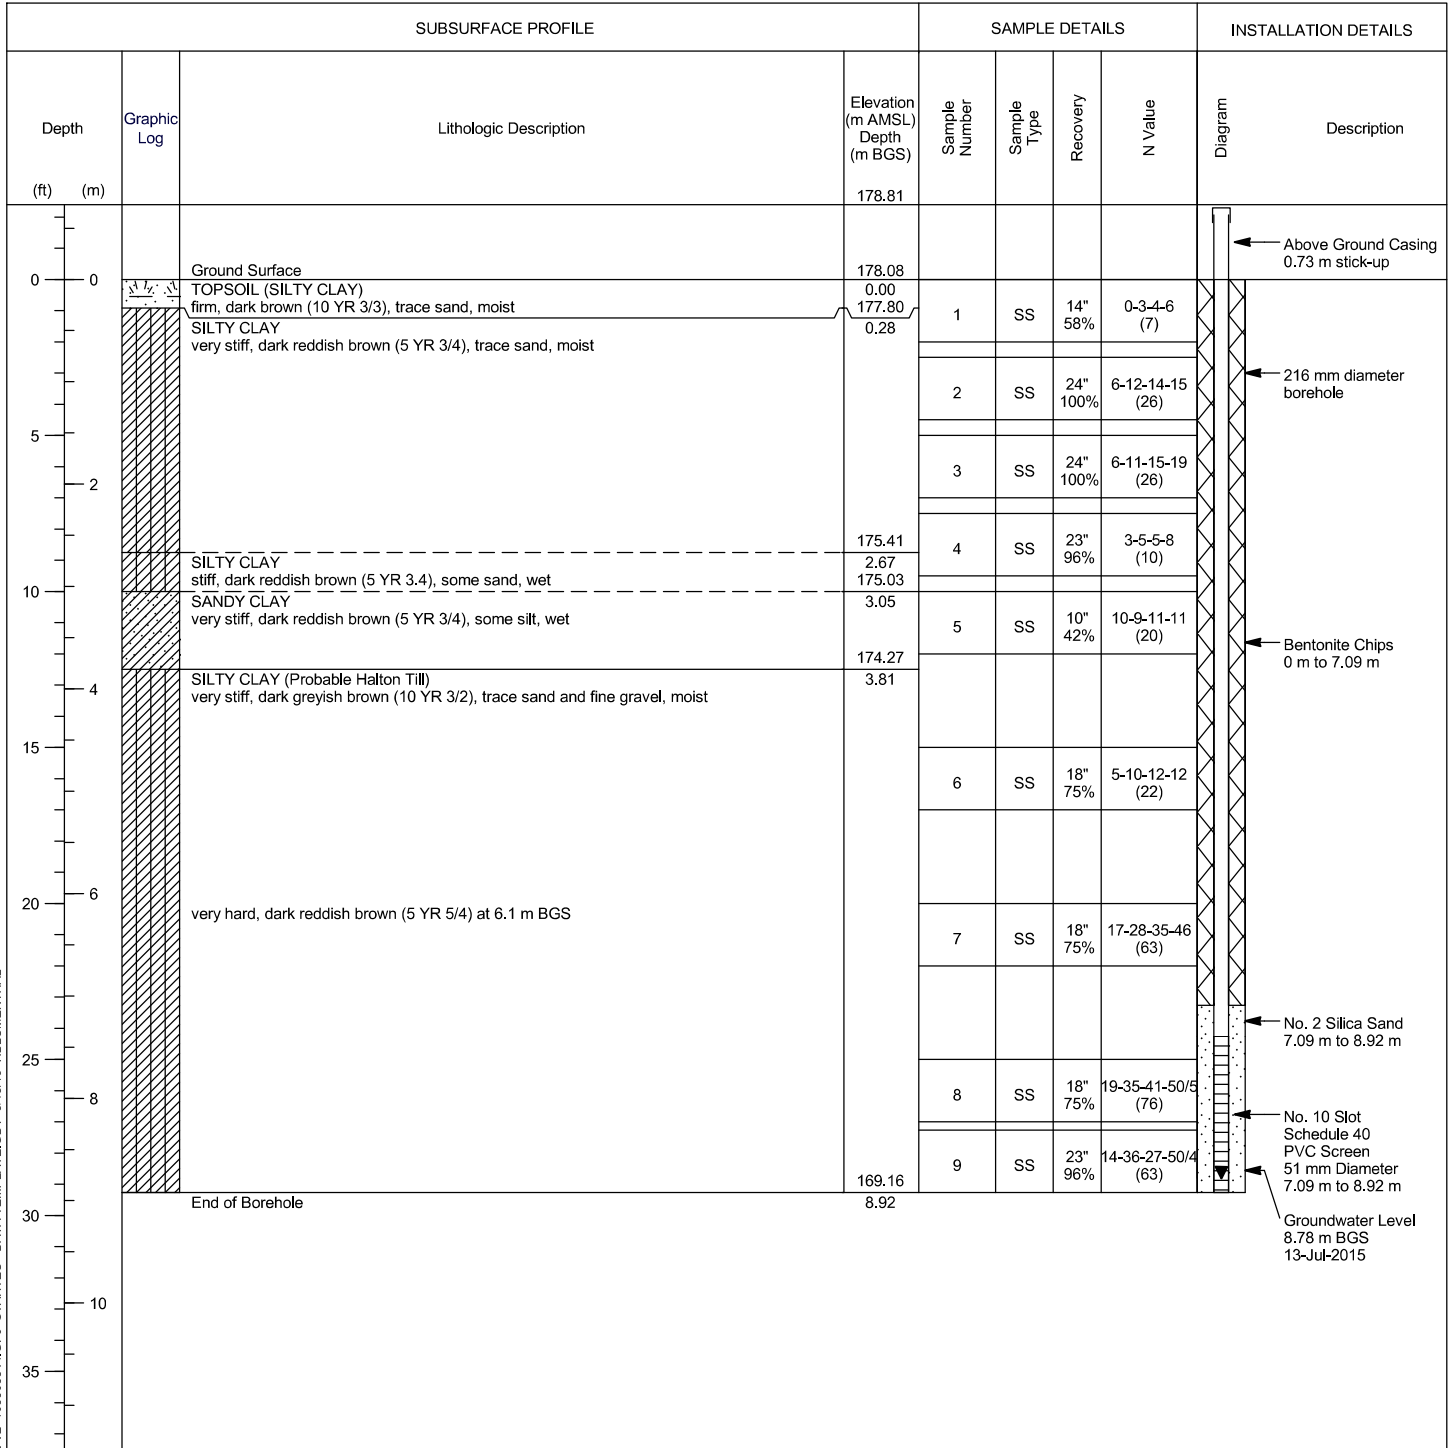 SUBSURFACE PROFILE
SAMPLE DETAILS
INSTALLATION DETAILS
Depth
(ft) (m)
Graphic
Log
Lithologic Description
Elevation
(m AMSL)
Depth
(m BGS)
178.81
Sample
Number
Sample
Type
Recovery
N Value
Diagram
Description
Ground Surface
178.08
0 0
TOPSOIL (SILTY CLAY)
0.00
firm, dark brown (10 YR 3/3), trace sand, moist
177.80
SILTY CLAY
0.28
very stiff, dark reddish brown (5 YR 3/4), trace sand, moist
5
2
175.41
SILTY CLAY
2.67
stiff, dark reddish brown (5 YR 3.4), some sand, wet
175.03
10
SANDY CLAY
3.05
very stiff, dark reddish brown (5 YR 3/4), some silt, wet
174.27
SILTY CLAY (Probable Halton Till)
3.81
4
very stiff, dark greyish brown (10 YR 3/2), trace sand and fine gravel, moist
15
6
20
very hard, dark reddish brown (5 YR 5/4) at 6.1 m BGS
25
8
169.16
End of Borehole
8.92
30
10
35
1 SS 14" 0-3-4-6
58% (7)
2 SS 24" 6-12-14-15
100% (26)
3 SS 24" 6-11-15-19
100% (26)
4 SS 23" 3-5-5-8
96% (10)
5 SS 10" 10-9-11-11
42% (20)
6 SS 18" 5-10-12-12
75% (22)
7 SS 18" 17-28-35-46
75% (63)
8 SS 18" 19-35-41-50/5
75% (76)
9 SS 23" 14-36-27-50/4
96% (63)
Above Ground Casing
0.73 m stick-up
216 mm diameter
borehole
Bentonite Chips
0 m to 7.09 m
No. 2 Silica Sand
7.09 m to 8.92 m
No. 10 Slot
Schedule 40
PVC Screen
51 mm Diameter
7.09 m to 8.92 m
Groundwater Level
8.78 m BGS
13-Jul-2015